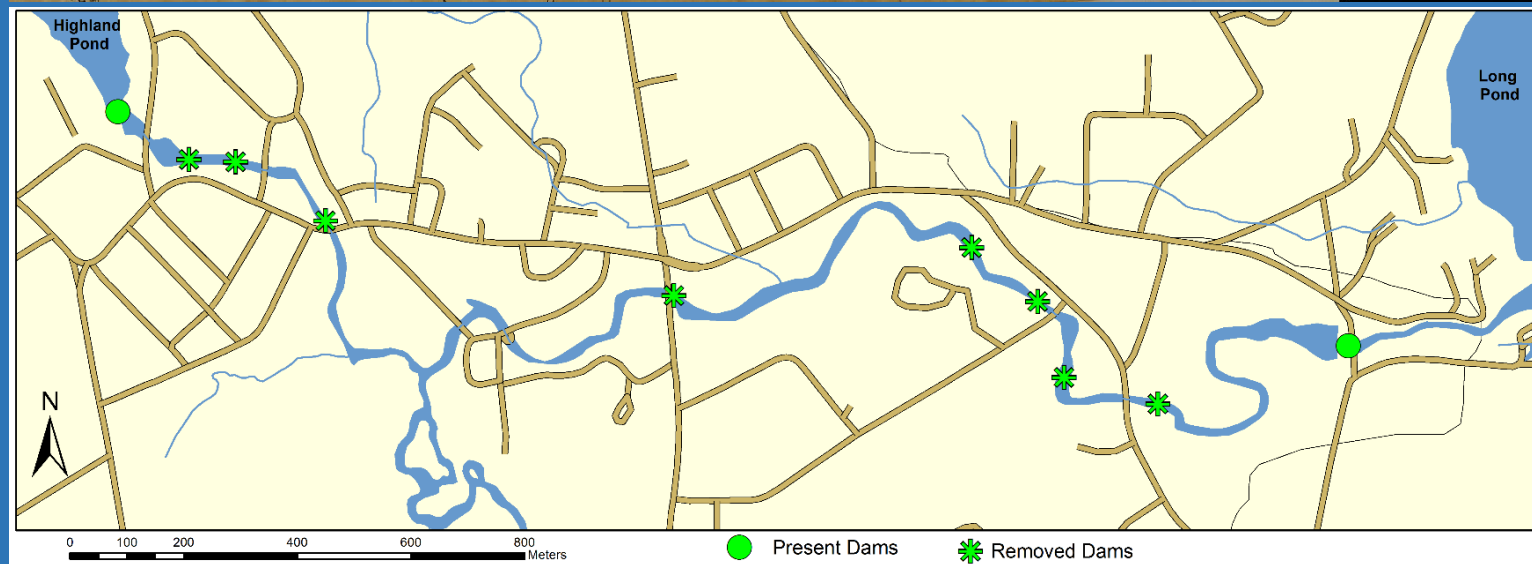 Highland
Pond
Long
Pond
N
0 100 200 400 600 800
Meters
Present Dams
Removed Dams